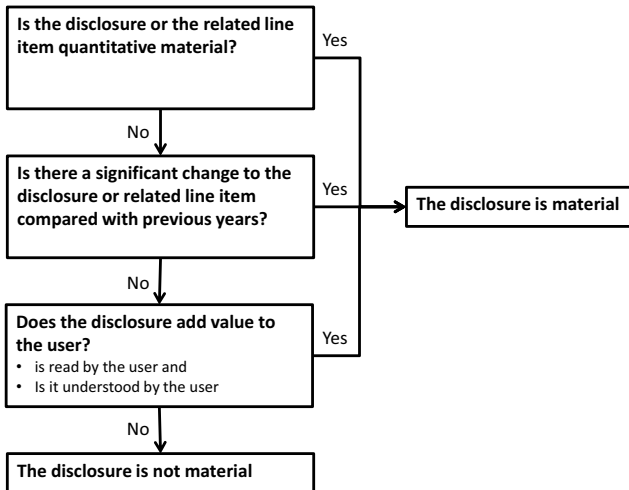 Is the disclosure or the related line
item quantitative material?
Yes
No
Is there a significant change to the
disclosure or related line item
compared with previous years?
Yes
The disclosure is material
No
Does the disclosure add value to
the user?
• is read by the user and
• Is it understood by the user
Yes
No
The disclosure is not material